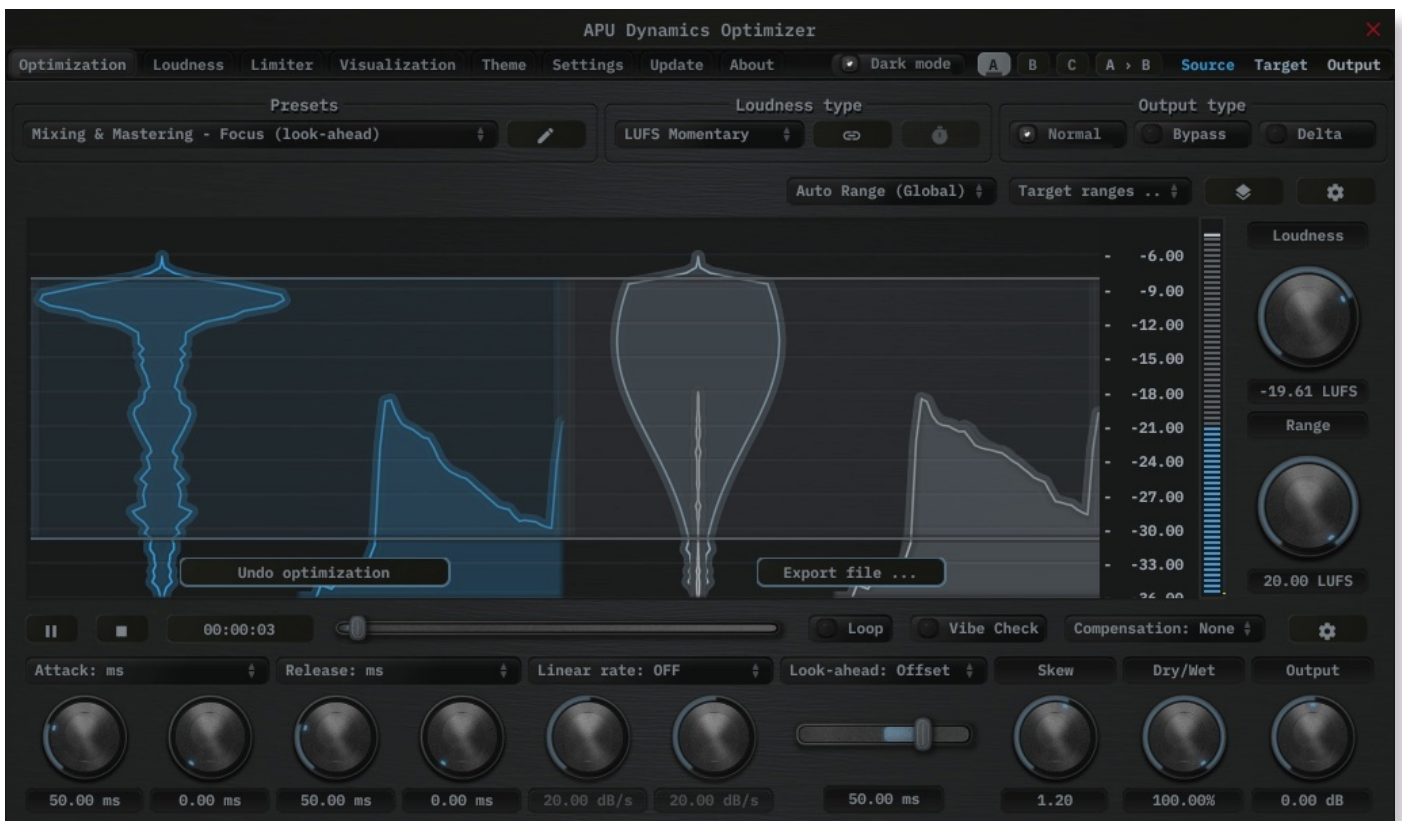 APU Dynamics Optimizer
Optimization Loudness Limiter Visualization Theme Settings Update About Dark mode A B C A › B Source Target Output
Presets Loudness type Output type
Mixing & Mastering - Focus (look-ahead) LUFS Momentary Normal Bypass Delta
Auto Range (Global) Target ranges ..
Loudness
- -6.00
- -9.00
- -12.00
- -15.00
- -18.00 -19.61 LUFS
- -21.00 Range
- -24.00
- -27.00
- -30.00
Undo optimization Export file ... - -33.00 20.00 LUFS
-36.00
00:00:03 Loop Vibe Check Compensation: None
Attack: ms Release: ms Linear rate: OFF Look-ahead: Offset Skew Dry/Wet Output
50.00 ms 0.00 ms 50.00 ms 0.00 ms 20.00 dB/s 20.00 dB/s 50.00 ms 1.20 100.00% 0.00 dB